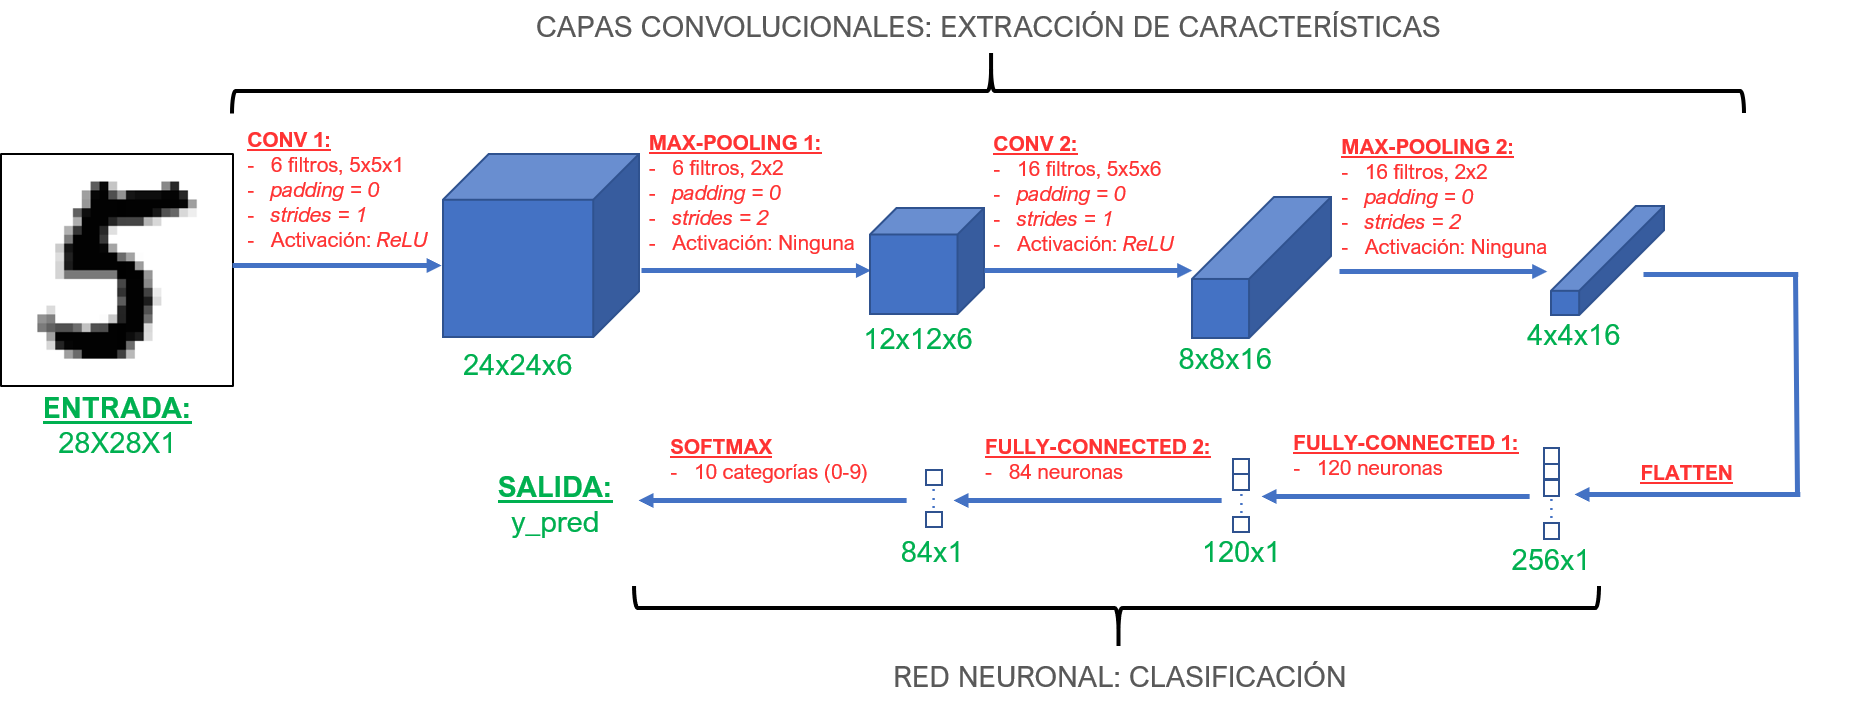 CAPAS CONVOLUCIONALES: EXTRACCIÓN DE CARACTERÍSTICAS
CONV 1:
- 6 filtros, 5x5x1
- padding = 0
- strides = 1
- Activación: ReLU
MAX-POOLING 1:
- 6 filtros, 2x2
- padding = 0
- strides = 2
- Activación: Ninguna
CONV 2:
- 16 filtros, 5x5x6
- padding = 0
- strides = 1
- Activación: ReLU
MAX-POOLING 2:
- 16 filtros, 2x2
- padding = 0
- strides = 2
- Activación: Ninguna
5
ENTRADA:
28X28X1
24x24x6
12x12x6
8x8x16
4x4x16
FLATTEN
256x1
FULLY-CONNECTED 1:
- 120 neuronas
120x1
FULLY-CONNECTED 2:
- 84 neuronas
84x1
SOFTMAX
- 10 categorías (0-9)
SALIDA:
y_pred
RED NEURONAL: CLASIFICACIÓN